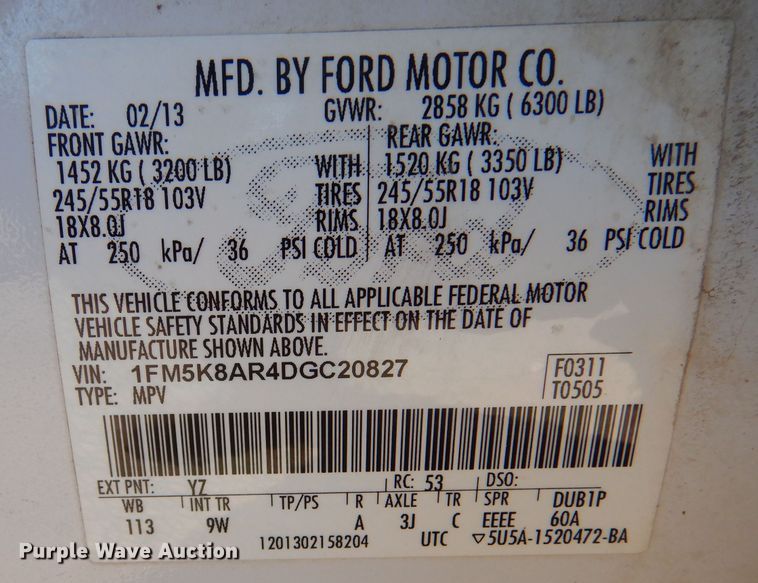 MFD. BY FORD MOTOR CO.
DATE: 02/13 GVWR: 2858 KG ( 6300 LB)
FRONT GAWR: REAR GAWR:
1452 KG ( 3200 LB) WITH 1520 KG ( 3350 LB) WITH
245/55R18 103V TIRES 245/55R18 103V TIRES
18X8.0J RIMS 18X8.0J RIMS
AT 250 kPa/ 36 PSI COLD AT 250 kPa/ 36 PSI COLD
Ford
THIS VEHICLE CONFORMS TO ALL APPLICABLE FEDERAL MOTOR
VEHICLE SAFETY STANDARDS IN EFFECT ON THE DATE OF
MANUFACTURE SHOWN ABOVE.
VIN: 1FM5K8AR4DGC20827 F0311
TYPE: MPV T0505
EXT PNT: YZ RC: 53 DSO:
WB INT TR TP/PS R AXLE TR SPR DUB1P
113 9W A 3J C EEEE 60A
1201302158204 UTC ▽5U5A-1520472-BA
Purple Wave Auction